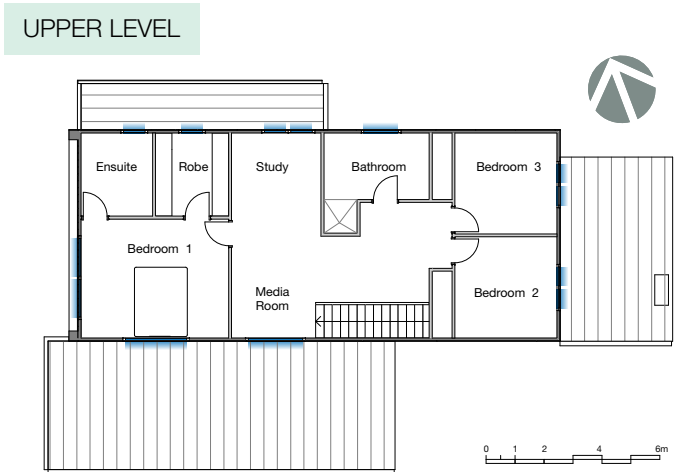 UPPER LEVEL
Ensuite
Robe
Study
Bathroom
Bedroom 3
Bedroom 1
Media
Room
Bedroom 2
0 1 2 4 6m